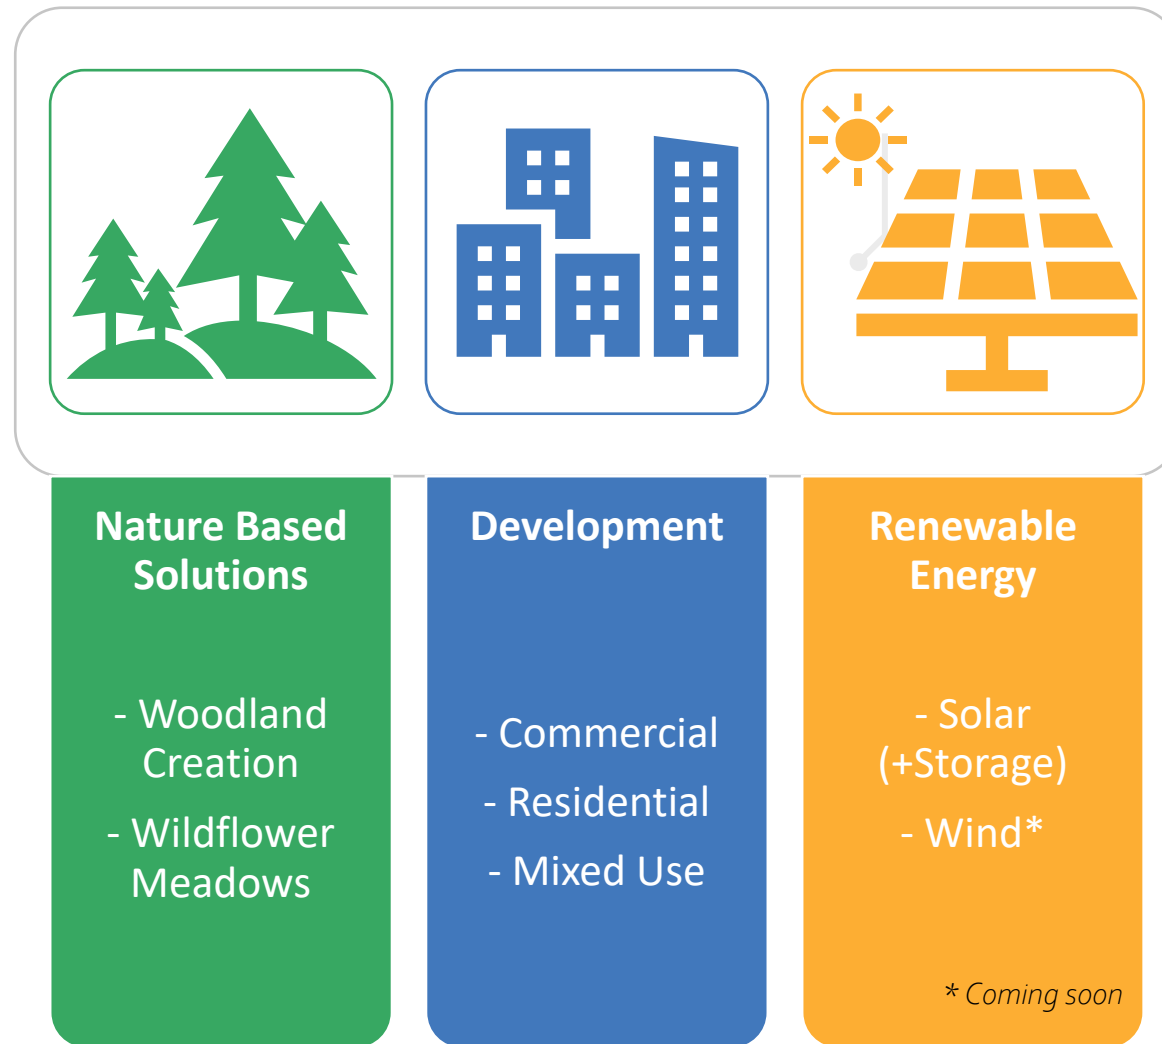 Nature Based
Solutions
- Woodland
Creation
- Wildflower
Meadows
Development
- Commercial
- Residential
- Mixed Use
Renewable
Energy
- Solar
(+Storage)
- Wind*
* Coming soon